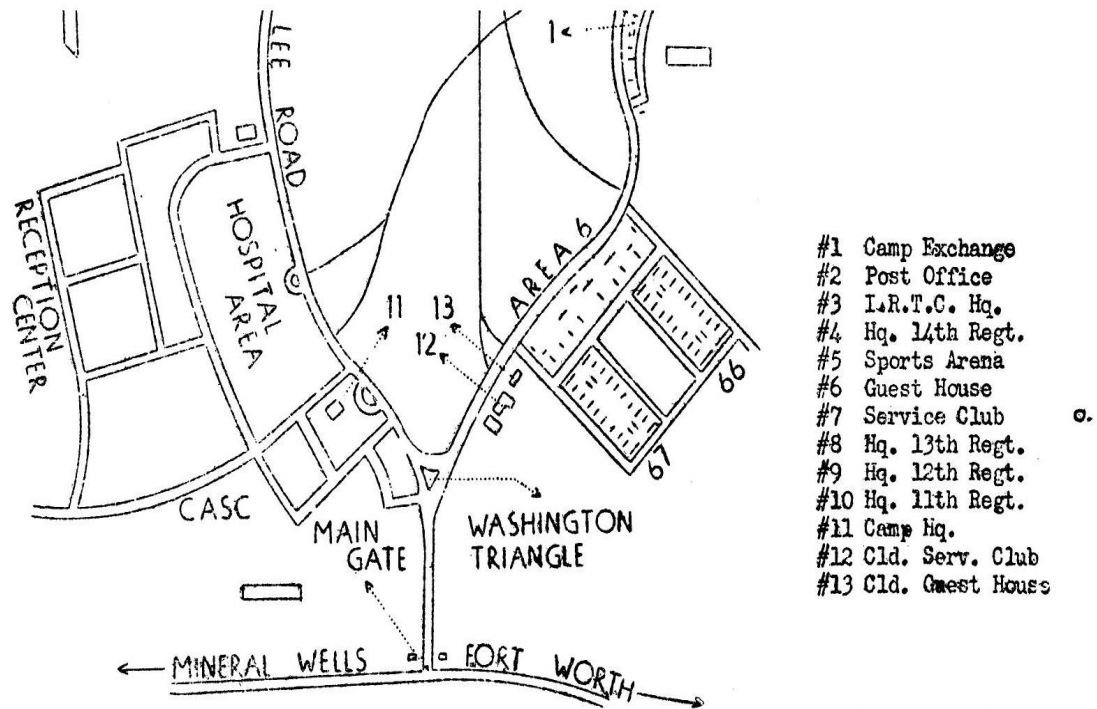 1
LEE ROAD
RECEPTION
CENTER
HOSPITAL
AREA
AREA 6
11
13
12
66
67
CASC
MAIN
GATE
WASHINGTON
TRIANGLE
MINERAL WELLS
FORT WORTH
#1 Camp Exchange
#2 Post Office
#3 I.R.T.C. Hq.
#4 Hq. 14th Regt.
#5 Sports Arena
#6 Guest House
#7 Service Club o.
#8 Hq. 13th Regt.
#9 Hq. 12th Regt.
#10 Hq. 11th Regt.
#11 Camp Hq.
#12 Cld. Serv. Club
#13 Cld. Guest House